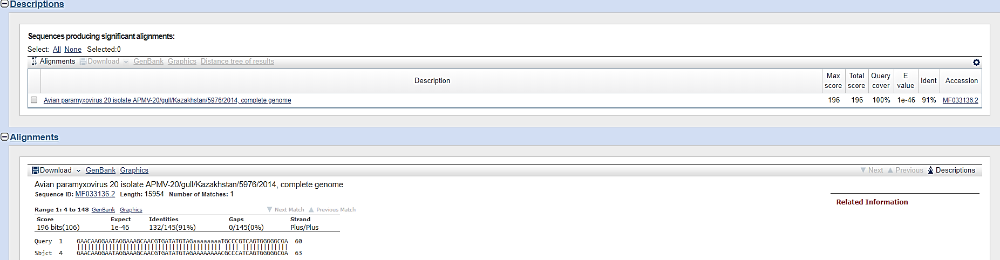 Descriptions
Sequences producing significant alignments:
Select: All None Selected:0
Alignments Download GenBank Graphics Distance tree of results
Description Max score Total score Query cover E value Ident Accession
Avian paramyxovirus 20 isolate APMV-20/gull/Kazakhstan/5976/2014, complete genome 196 196 100% 1e-46 91% MF033136.2
Alignments
Download GenBank Graphics Next Previous Descriptions
Avian paramyxovirus 20 isolate APMV-20/gull/Kazakhstan/5976/2014, complete genome
Sequence ID: MF033136.2 Length: 15954 Number of Matches: 1
Related Information
Range 1: 4 to 148 GenBank Graphics Next Match Previous Match
Score Expect Identities Gaps Strand
196 bits(106) 1e-46 132/145(91%) 0/145(0%) Plus/Plus
Query 1 GAACAAGGAATAGGAAAGCAACGTGATATGTAGaaaaaaaaTGCCCGTCAGTGGGGGCGA 60
Sbjct 4 GAACAAGGAATAGGAAAGCAACGTGATATGTAGAAAAAAAACGCCCATCAGTGGGGGCGA 63